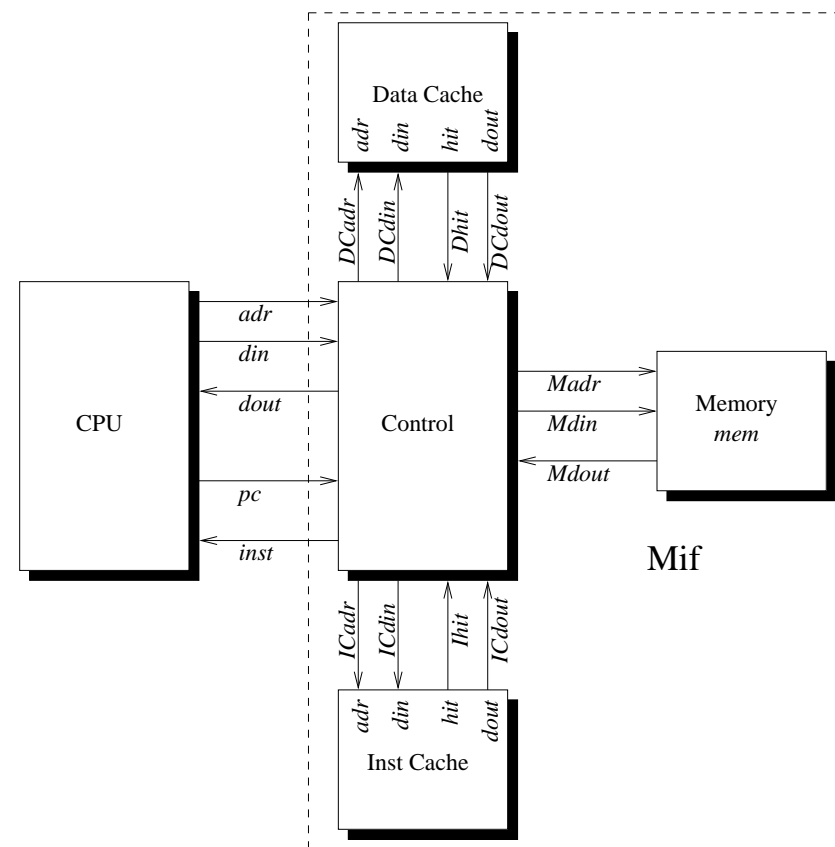 Data Cache
adr
din
hit
dout
DCadr
DCdin
Dhit
DCdout
CPU
adr
din
dout
pc
inst
Control
Madr
Mdin
Mdout
Memory
mem
Mif
ICadr
ICdin
Ihit
ICdout
adr
din
hit
dout
Inst Cache